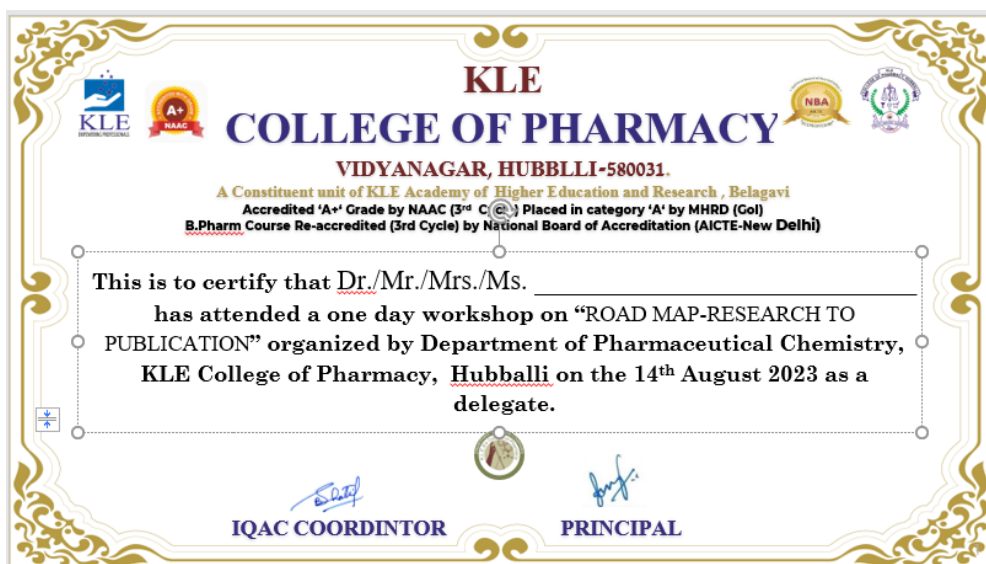 KLE
COLLEGE OF PHARMACY
KLE
EMPOWERING PROFESSIONALS
A+
NAAC
NBA
VIDYANAGAR, HUBBLLI-580031.
A Constituent unit of KLE Academy of Higher Education and Research , Belagavi
Accredited ‘A+’ Grade by NAAC (3rd Cycle) Placed in category ‘A’ by MHRD (GoI)
B.Pharm Course Re-accredited (3rd Cycle) by National Board of Accreditation (AICTE-New Delhi)
This is to certify that Dr./Mr./Mrs./Ms.
has attended a one day workshop on “ROAD MAP-RESEARCH TO
PUBLICATION” organized by Department of Pharmaceutical Chemistry,
KLE College of Pharmacy, Hubballi on the 14th August 2023 as a
delegate.
IQAC COORDINTOR PRINCIPAL